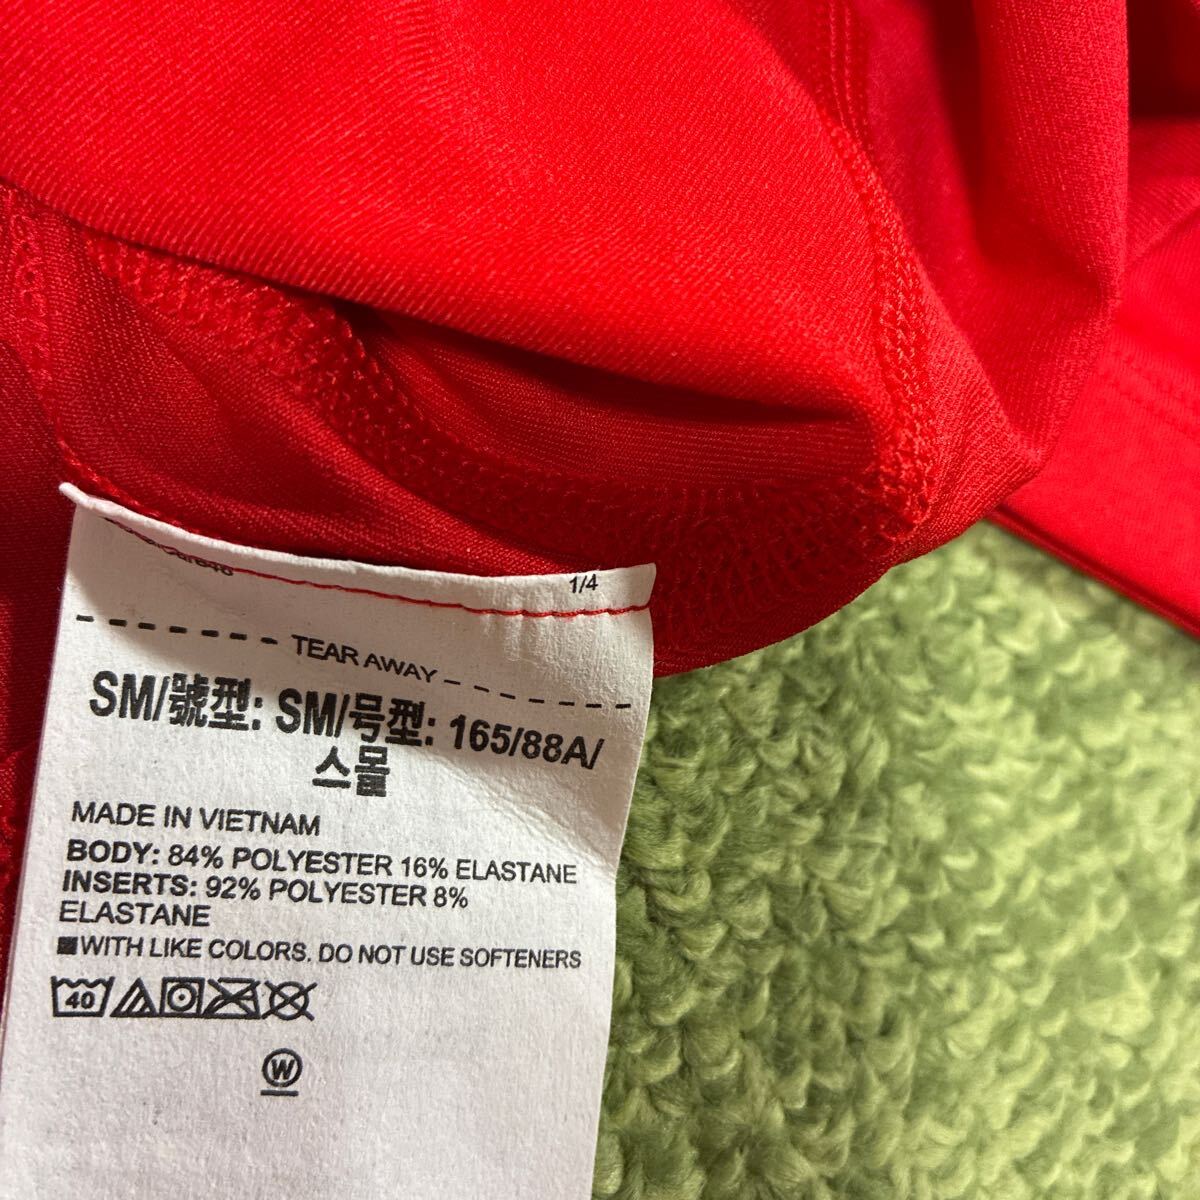 1/4
TEAR AWAY
SM/號型: SM/号型: 165/88A/
스몰
MADE IN VIETNAM
BODY: 84% POLYESTER 16% ELASTANE
INSERTS: 92% POLYESTER 8%
ELASTANE
■WITH LIKE COLORS. DO NOT USE SOFTENERS
40
W